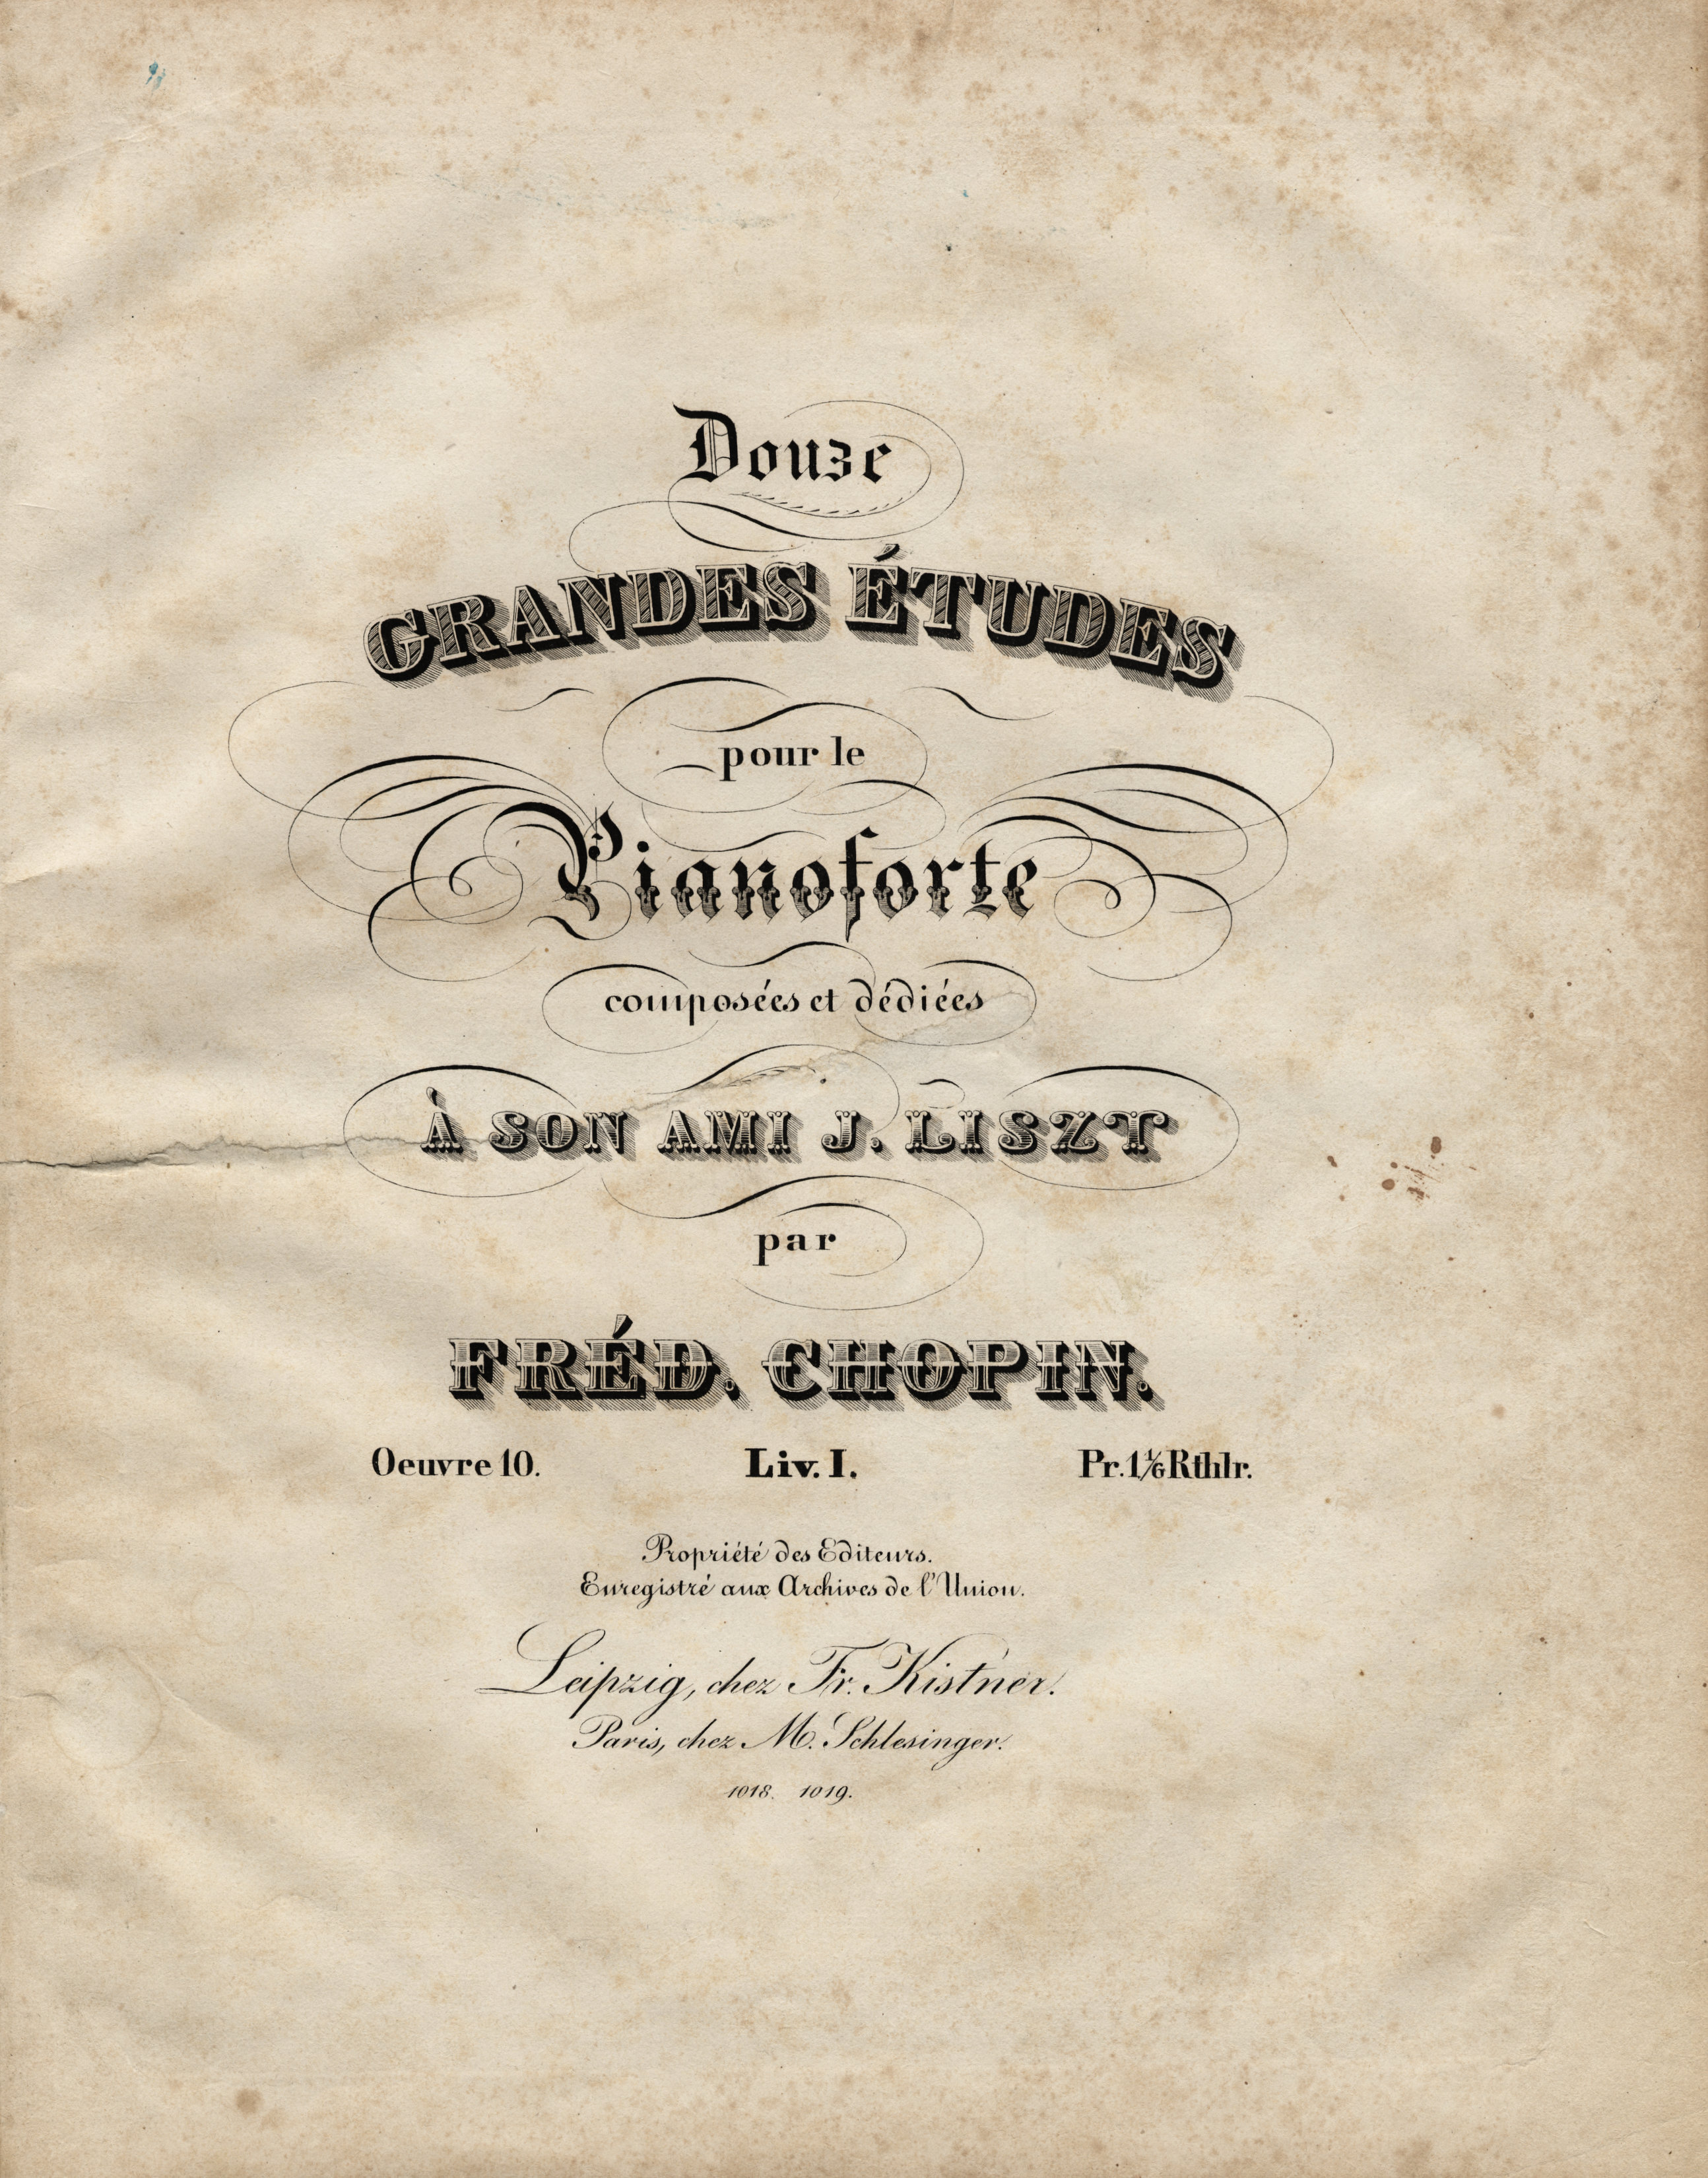 Douze
GRANDES ÉTUDES
pour le
Pianoforte
composées et dédiées
À SON AMI J. LISZT
par
FRÉD. CHOPIN.
Oeuvre 10. Liv. I. Pr. 1 1/6 Rthlr.
Propriété des Editeurs.
Enregistré aux Archives de l'Union.
Leipzig, chez Fr. Kistner.
Paris, chez M. Schlesinger.
1018. 1019.